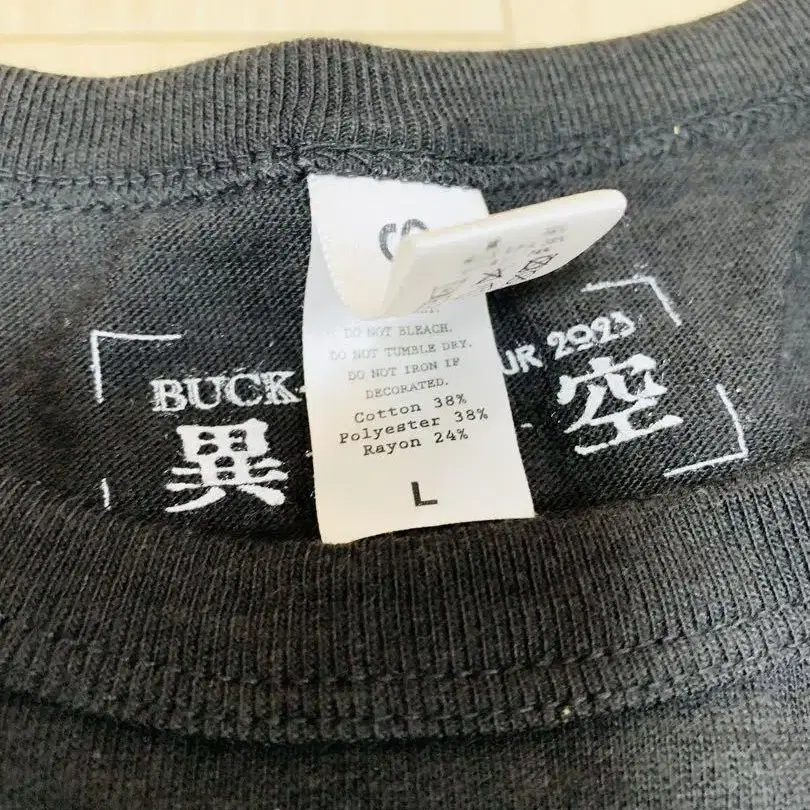 DO NOT BLEACH.
DO NOT TUMBLE DRY.
DO NOT IRON IF
DECORATED.
Cotton 38%
Polyester 38%
Rayon 24%
L
BUCK- UR 2023
異 - 空